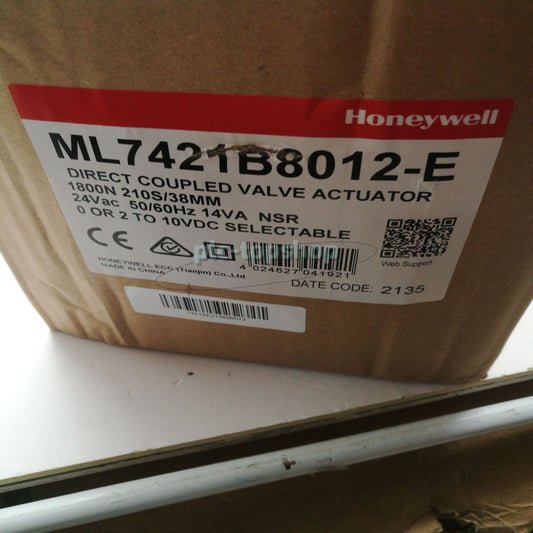 Honeywell
ML7421B8012-E
DIRECT COUPLED VALVE ACTUATOR
1800N 210S/38MM
24Vac 50/60Hz 14VA NSR
0 OR 2 TO 10VDC SELECTABLE
CE
4 024627 041921
Web Support
HONEYWELL ECC (Tianjin) Co.,Ltd
MADE IN CHINA
DATE CODE: 2135